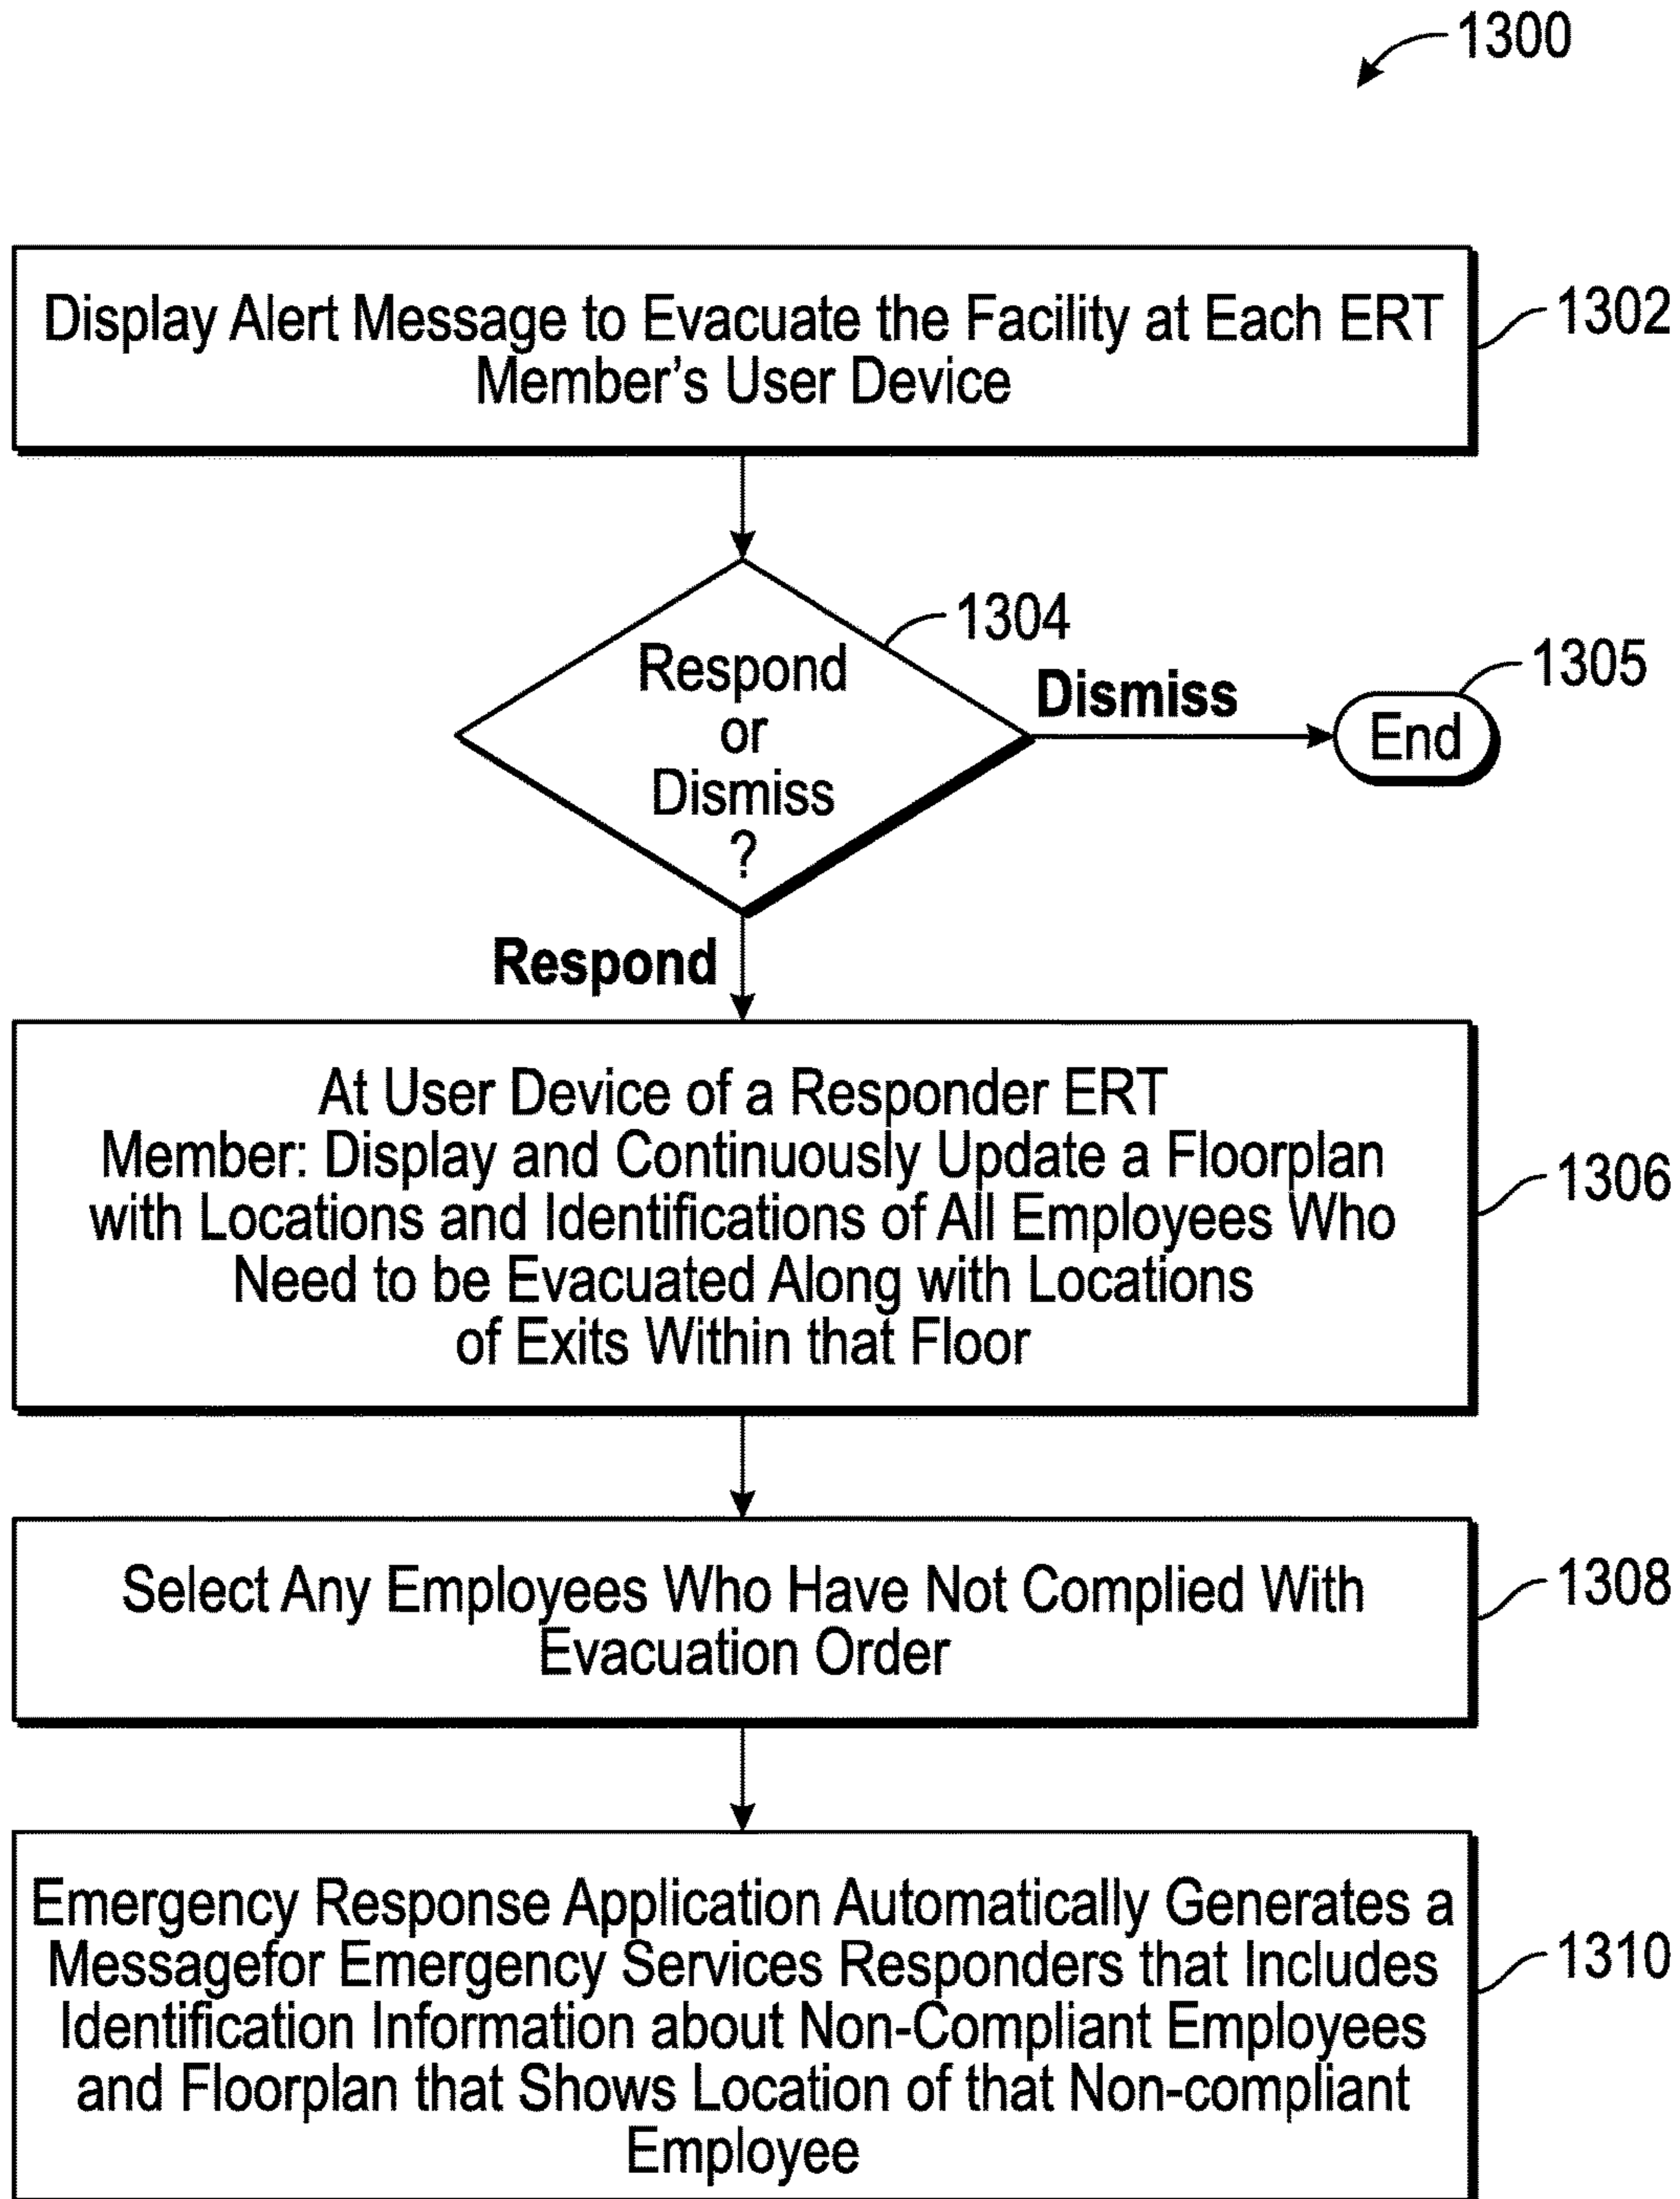 1300
Display Alert Message to Evacuate the Facility at Each ERT
Member's User Device
1302
Respond
or
Dismiss
?
1304
Dismiss
End
1305
Respond
At User Device of a Responder ERT
Member: Display and Continuously Update a Floorplan
with Locations and Identifications of All Employees Who
Need to be Evacuated Along with Locations
of Exits Within that Floor
1306
Select Any Employees Who Have Not Complied With
Evacuation Order
1308
Emergency Response Application Automatically Generates a
Messagefor Emergency Services Responders that Includes
Identification Information about Non-Compliant Employees
and Floorplan that Shows Location of that Non-compliant
Employee
1310